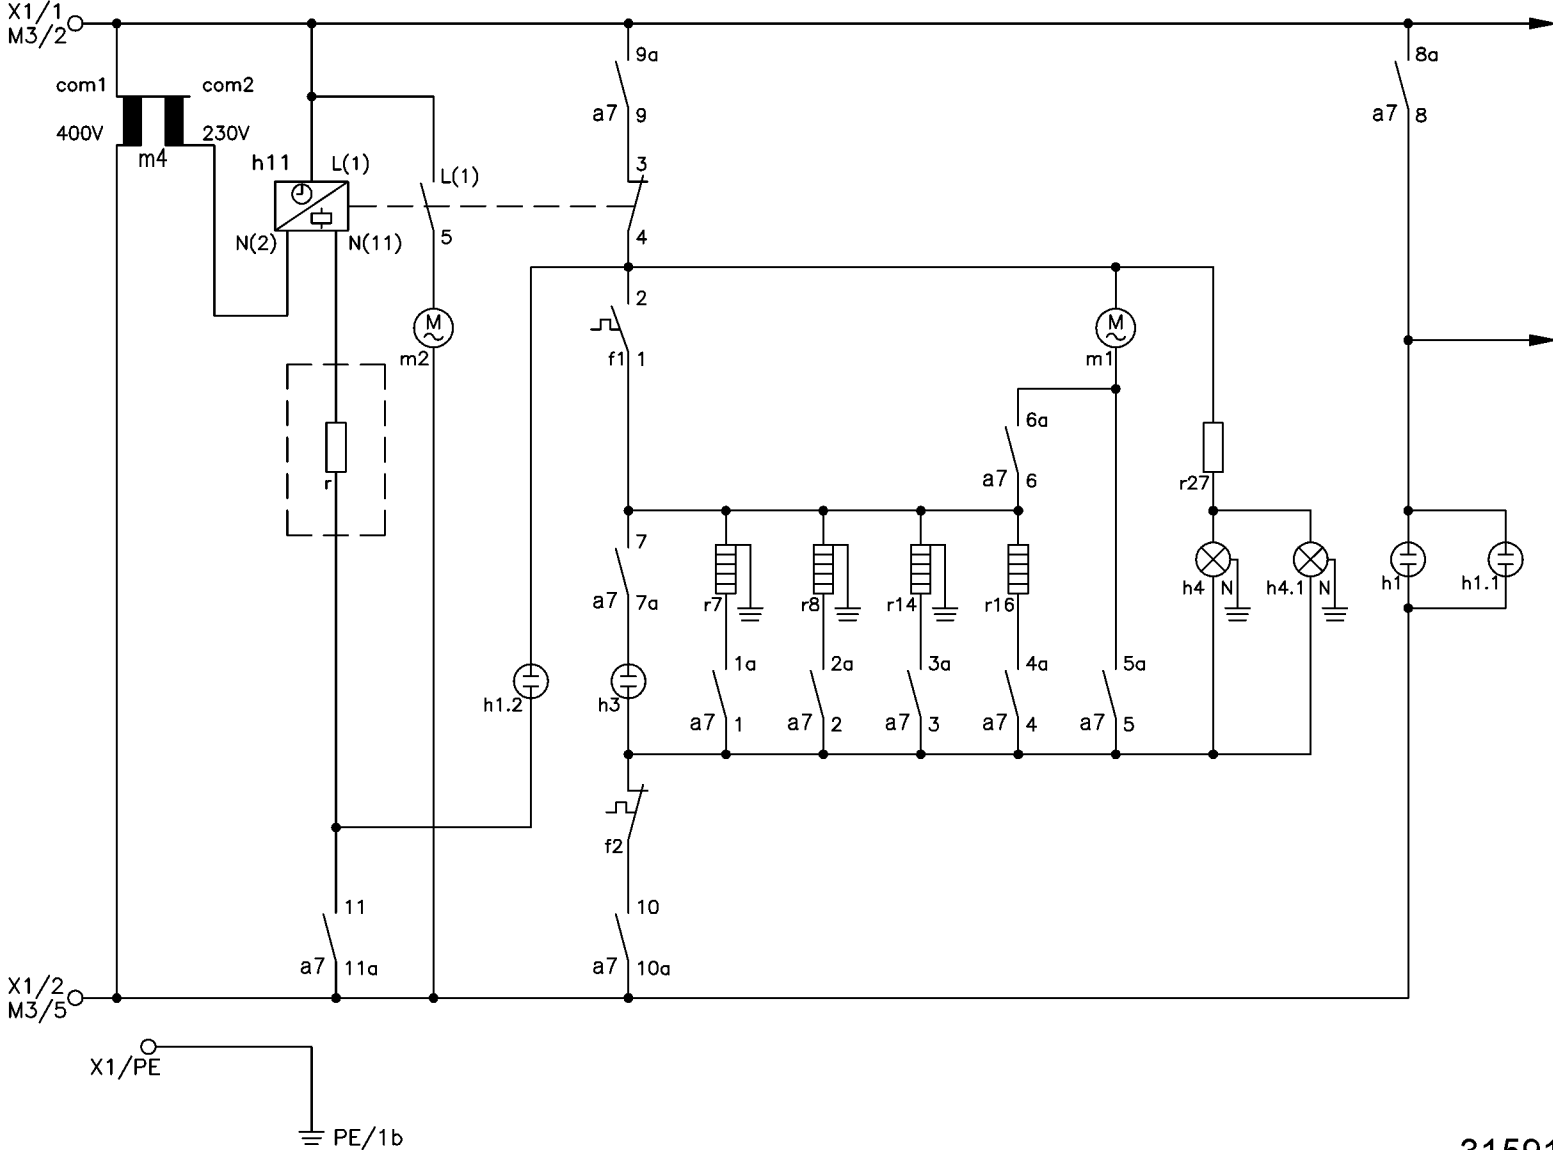 X1/1
M3/2
com1
com2
400V
230V
m4
h11
L(1)
N(2)
N(11)
L(1)
5
M
m2
r
9a
a7 9
3
4
2
f1 1
7
a7 7a
h1.2
h3
M
m1
6a
a7 6
r7
r8
r14
r16
r27
h4 N
h4.1 N
1a
a7 1
2a
a7 2
3a
a7 3
4a
a7 4
5a
a7 5
8a
a7 8
h1
h1.1
f2
11
a7 11a
10
a7 10a
X1/2
M3/5
X1/PE
PE/1b